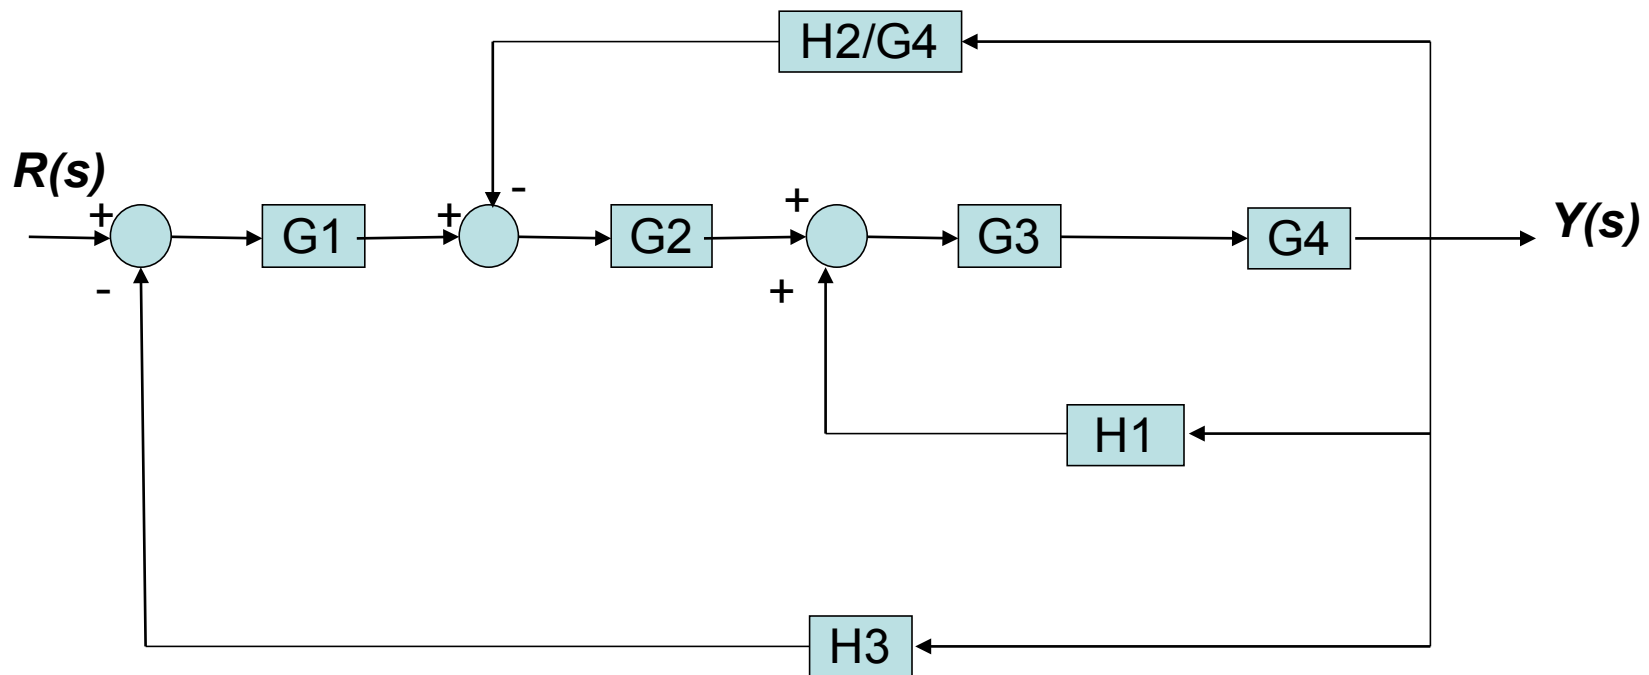 H2/G4
R(s)
-
+
+
+
Y(s)
G1
G2
G3
G4
-
+
H1
H3